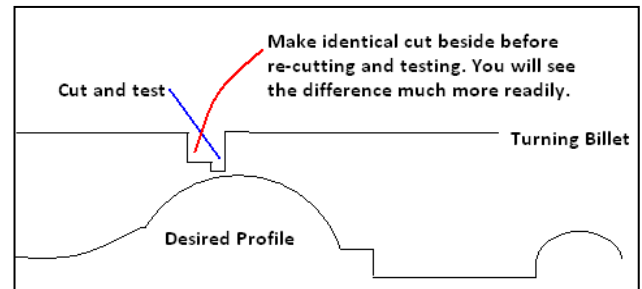 Make identical cut beside before
re-cutting and testing. You will see
the difference much more readily.
Cut and test
Turning Billet
Desired Profile